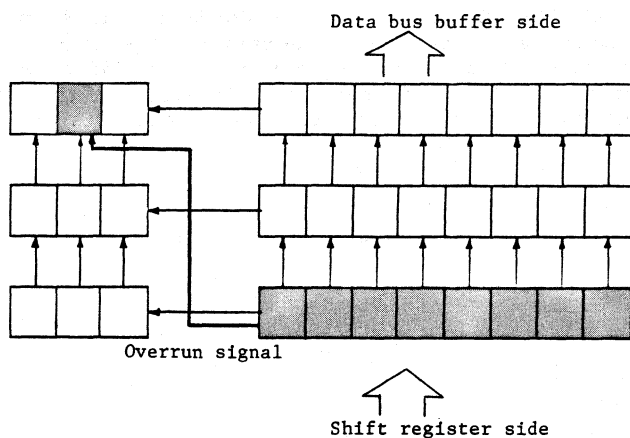 Data bus buffer side
Overrun signal
Shift register side